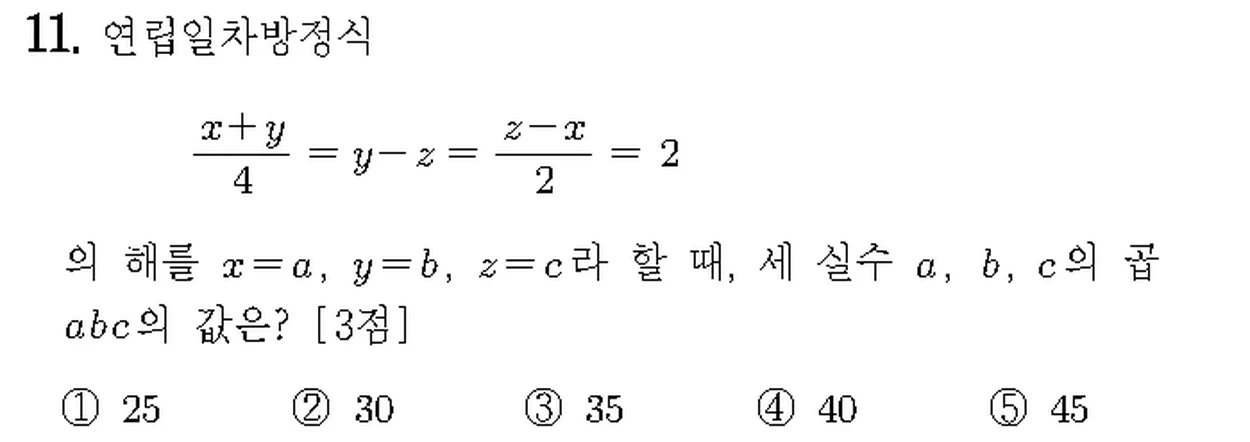 11. 연립일차방정식
\frac{x+y}{4} = y-z = \frac{z-x}{2} = 2
의 해를 x=a, y=b, z=c라 할 때, 세 실수 a, b, c의 곱
abc의 값은? [3점]
① 25 ② 30 ③ 35 ④ 40 ⑤ 45